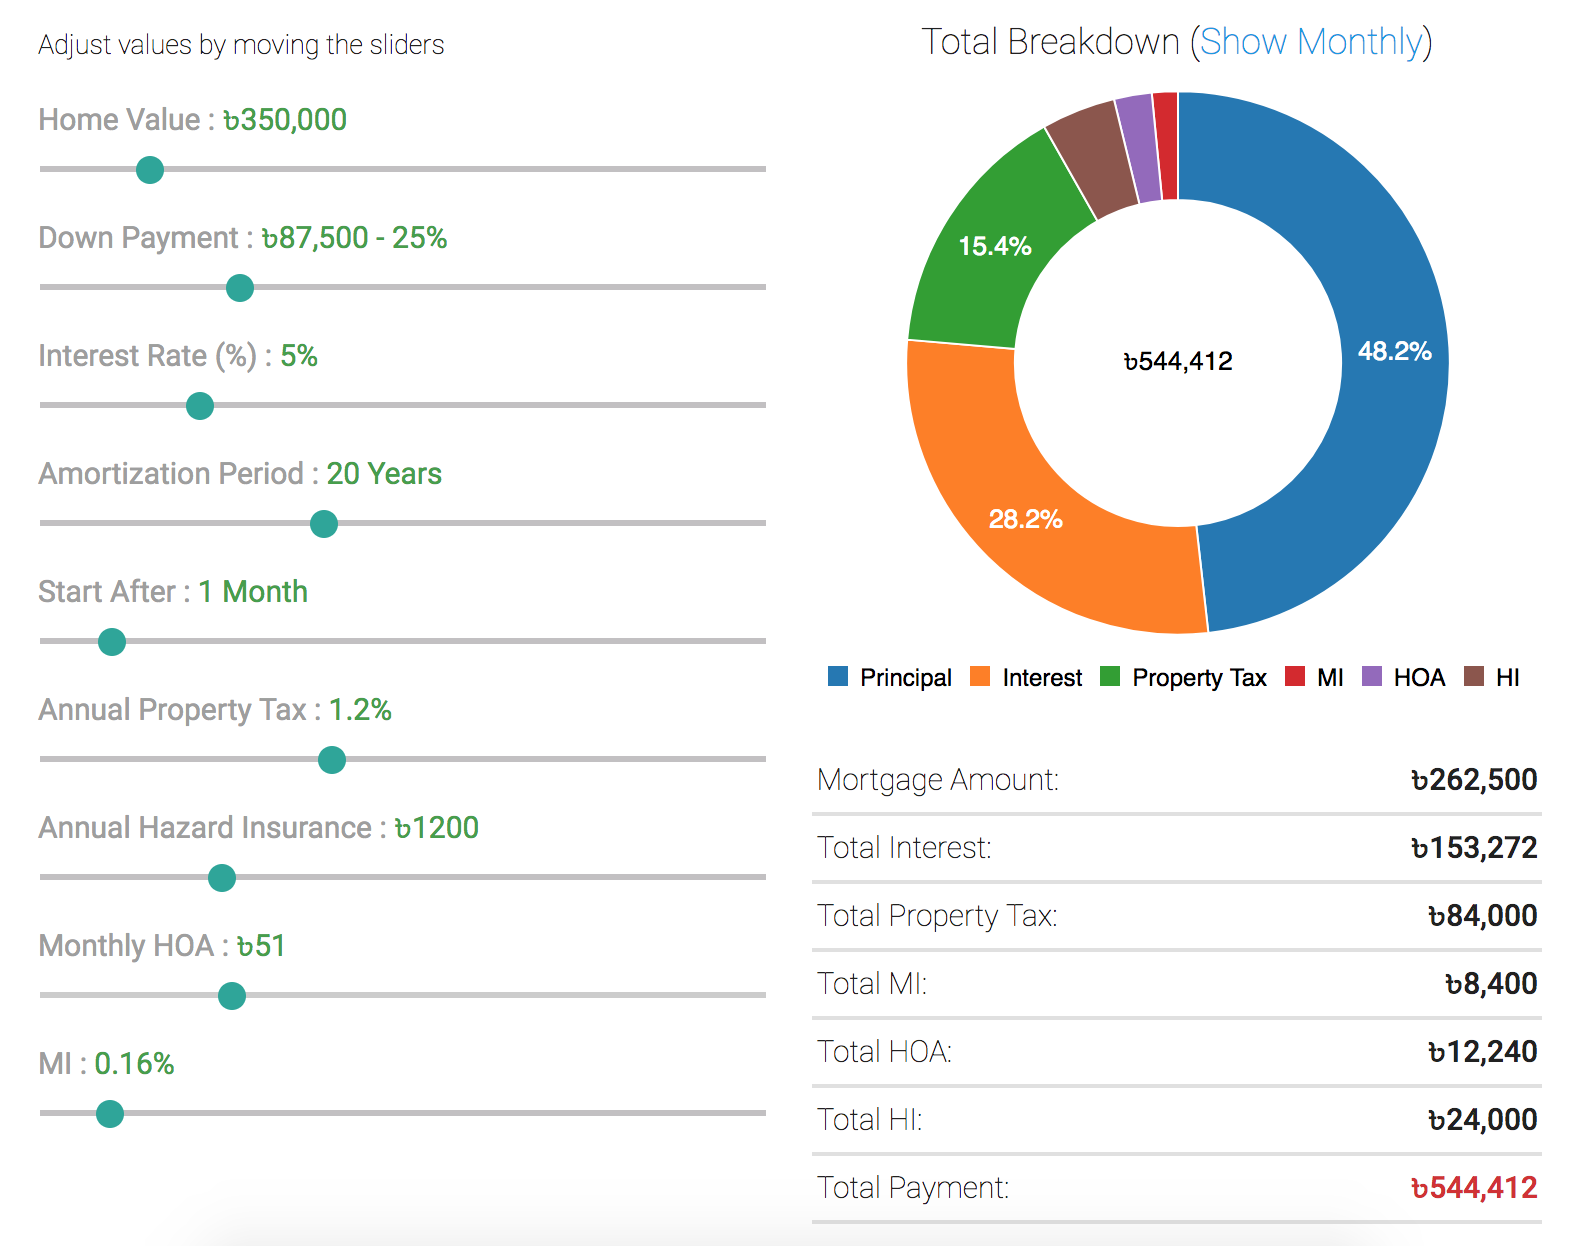 Adjust values by moving the sliders
Home Value : ৳350,000
Down Payment : ৳87,500 - 25%
Interest Rate (%) : 5%
Amortization Period : 20 Years
Start After : 1 Month
Annual Property Tax : 1.2%
Annual Hazard Insurance : ৳1200
Monthly HOA : ৳51
MI : 0.16%
Total Breakdown (Show Monthly)
15.4%
48.2%
৳544,412
28.2%
Principal Interest Property Tax MI HOA HI
Mortgage Amount: ৳262,500
Total Interest: ৳153,272
Total Property Tax: ৳84,000
Total MI: ৳8,400
Total HOA: ৳12,240
Total HI: ৳24,000
Total Payment: ৳544,412